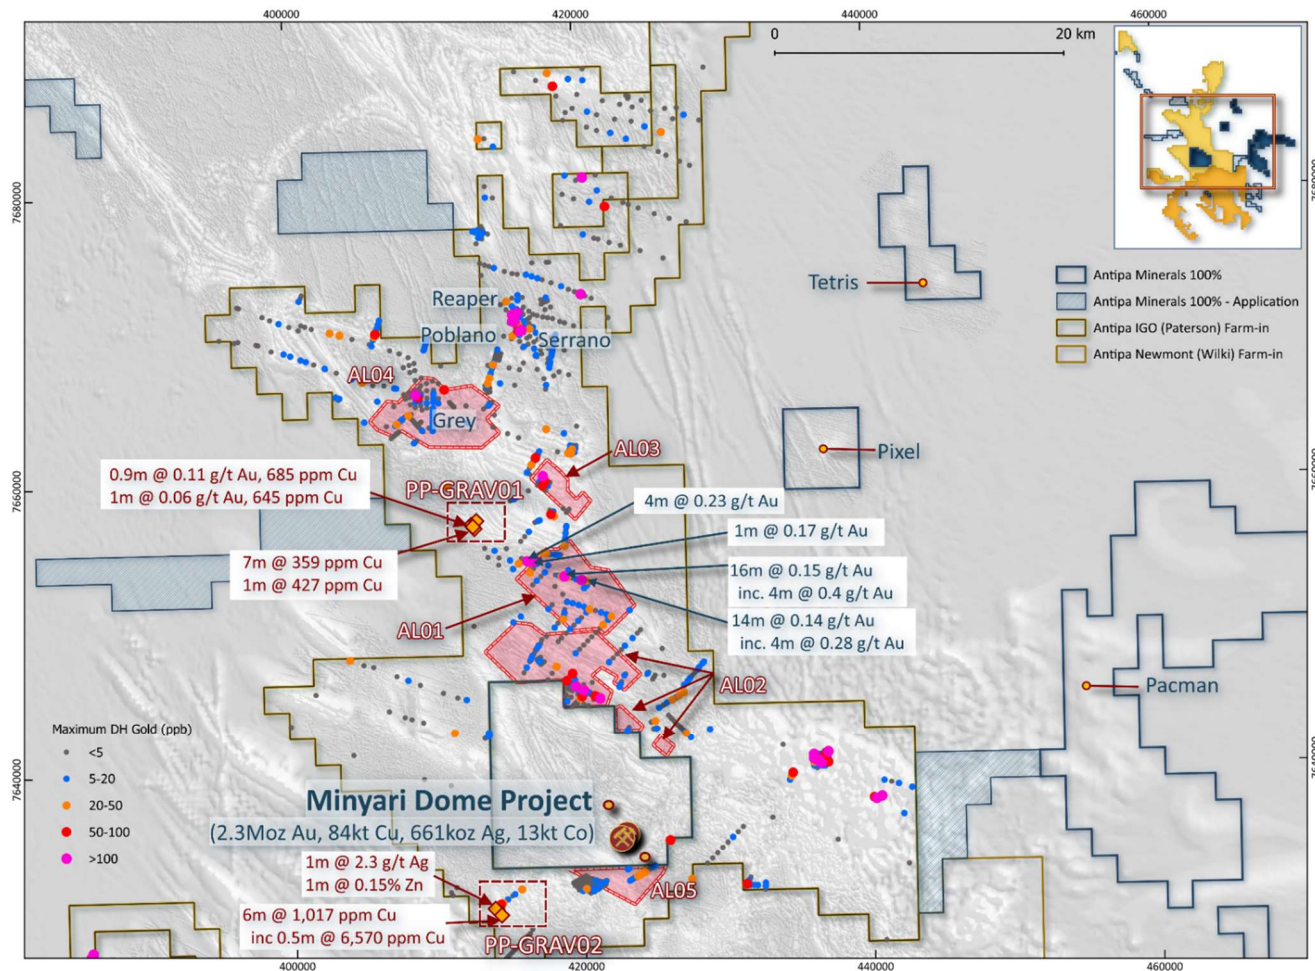 400000
420000
440000
460000
0
20 km
7680000
7680000
Tetris
Antipa Minerals 100%
Antipa Minerals 100% - Application
Antipa IGO (Paterson) Farm-in
Antipa Newmont (Wilki) Farm-in
Reaper
Poblano
Serrano
AL04
Grey
AL03
Pixel
0.9m @ 0.11 g/t Au, 685 ppm Cu
1m @ 0.06 g/t Au, 645 ppm Cu
PP-GRAV01
7660000
7660000
4m @ 0.23 g/t Au
1m @ 0.17 g/t Au
7m @ 359 ppm Cu
1m @ 427 ppm Cu
16m @ 0.15 g/t Au
inc. 4m @ 0.4 g/t Au
14m @ 0.14 g/t Au
inc. 4m @ 0.28 g/t Au
AL01
AL02
Pacman
Maximum DH Gold (ppb)
<5
5-20
20-50
50-100
>100
7640000
7640000
Minyari Dome Project
(2.3Moz Au, 84kt Cu, 661koz Ag, 13kt Co)
1m @ 2.3 g/t Ag
1m @ 0.15% Zn
AL05
6m @ 1,017 ppm Cu
inc 0.5m @ 6,570 ppm Cu
PP-GRAV02
400000
420000
440000
460000